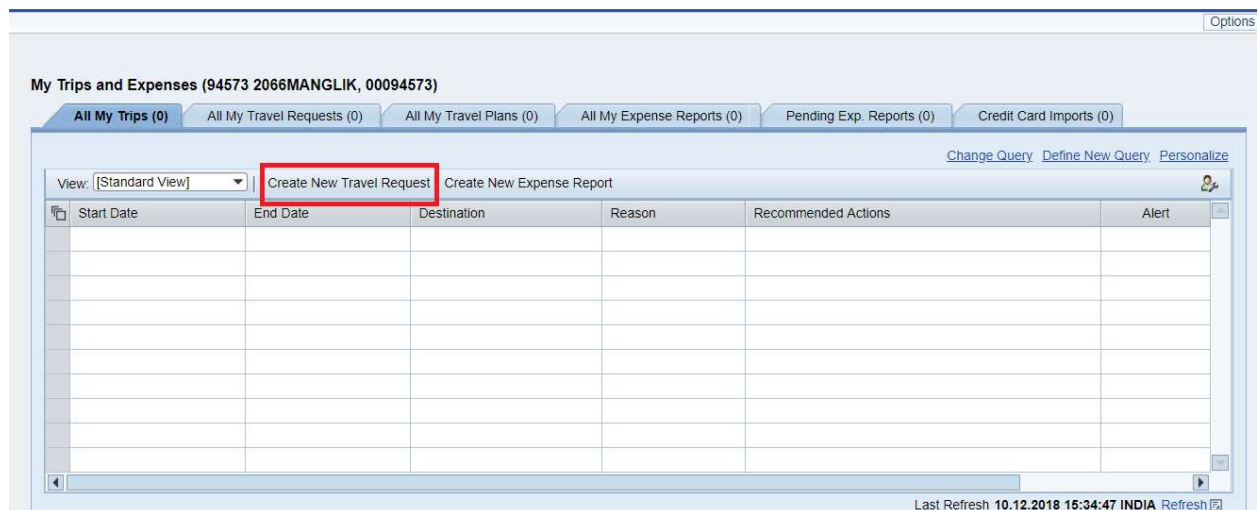 Options
My Trips and Expenses (94573 2066MANGLIK, 00094573)
All My Trips (0) All My Travel Requests (0) All My Travel Plans (0) All My Expense Reports (0) Pending Exp. Reports (0) Credit Card Imports (0)
Change Query Define New Query Personalize
View: [Standard View] Create New Travel Request Create New Expense Report
Start Date End Date Destination Reason Recommended Actions Alert
Last Refresh 10.12.2018 15:34:47 INDIA Refresh